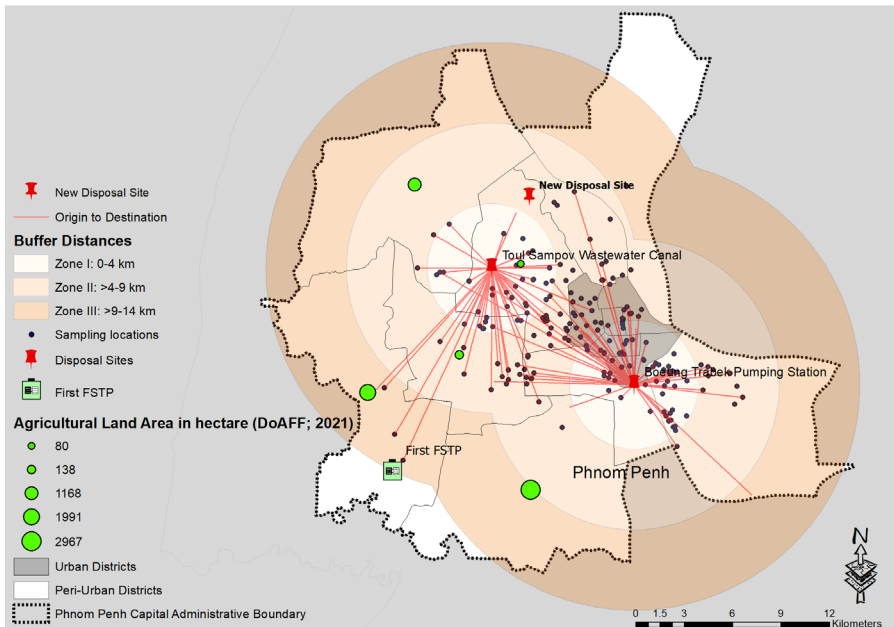 New Disposal Site
Origin to Destination
Buffer Distances
Zone I: 0-4 km
Zone II: >4-9 km
Zone III: >9-14 km
Sampling locations
Disposal Sites
First FSTP
Agricultural Land Area in hectare (DoAFF; 2021)
80
138
1168
1991
2967
Urban Districts
Peri-Urban Districts
Phnom Penh Capital Administrative Boundary
New Disposal Site
Toul Sampov Wastewater Canal
Boeung Trabek Pumping Station
First FSTP
Phnom Penh
N
0 1.5 3 6 9 12
Kilometers